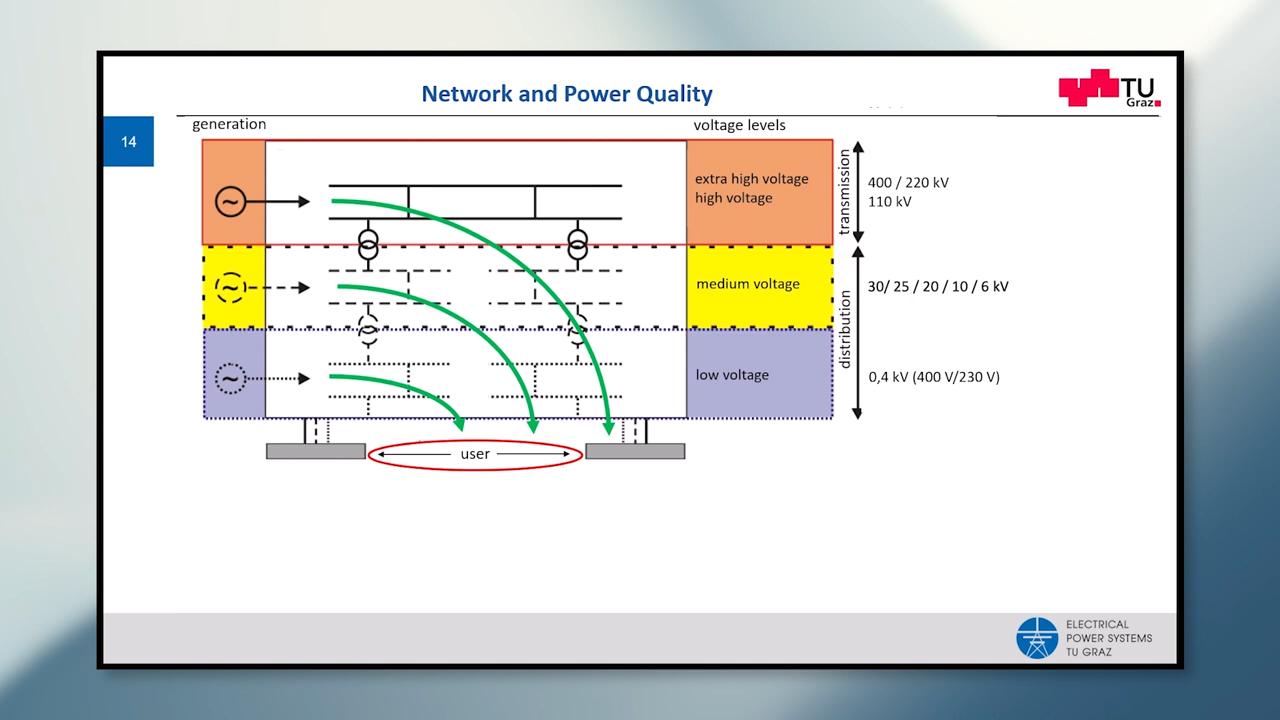 Network and Power Quality
TU
Graz
14
generation
voltage levels
extra high voltage
high voltage
transmission
400 / 220 kV
110 kV
~
~
~
medium voltage
distribution
30/ 25 / 20 / 10 / 6 kV
low voltage
0,4 kV (400 V/230 V)
user
ELECTRICAL
POWER SYSTEMS
TU GRAZ